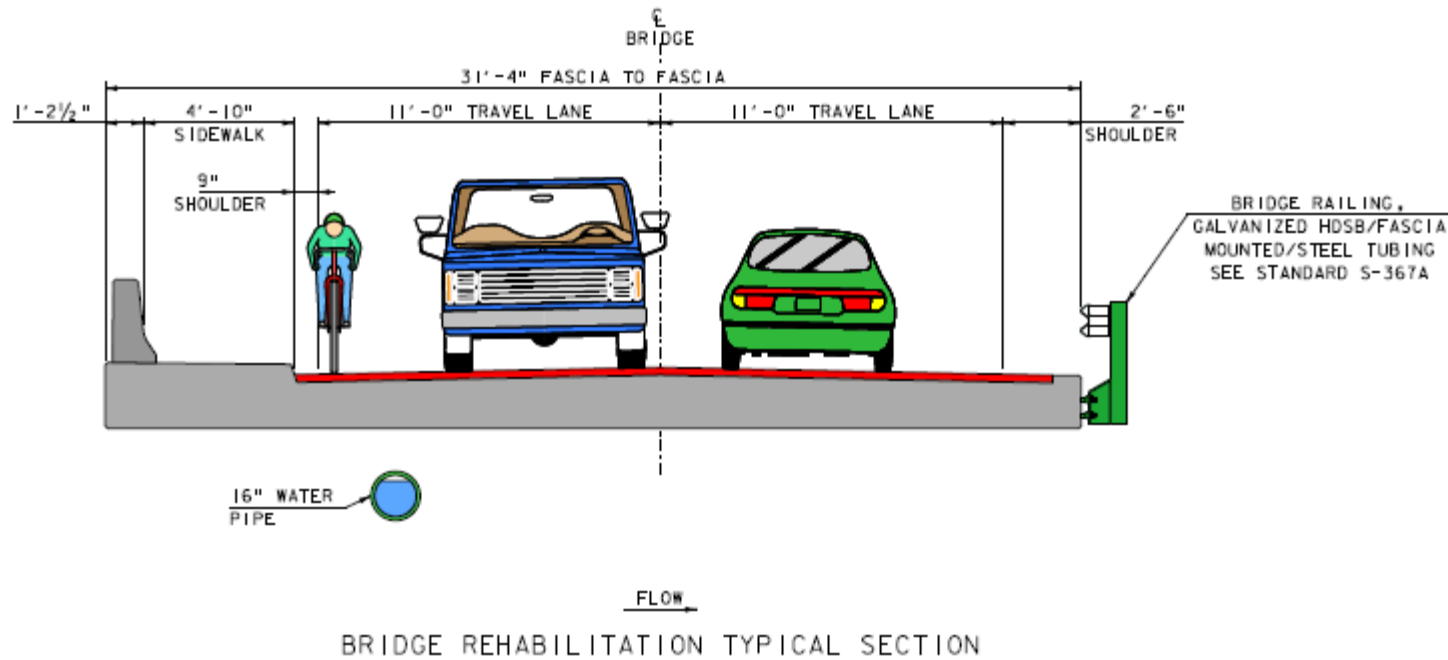 ℄
BRIDGE
31'-4" FASCIA TO FASCIA
1'-2½"
4'-10"
SIDEWALK
11'-0" TRAVEL LANE
11'-0" TRAVEL LANE
2'-6"
SHOULDER
9"
SHOULDER
BRIDGE RAILING,
GALVANIZED HDSB/FASCIA
MOUNTED/STEEL TUBING
SEE STANDARD S-367A
16" WATER
PIPE
FLOW
BRIDGE REHABILITATION TYPICAL SECTION